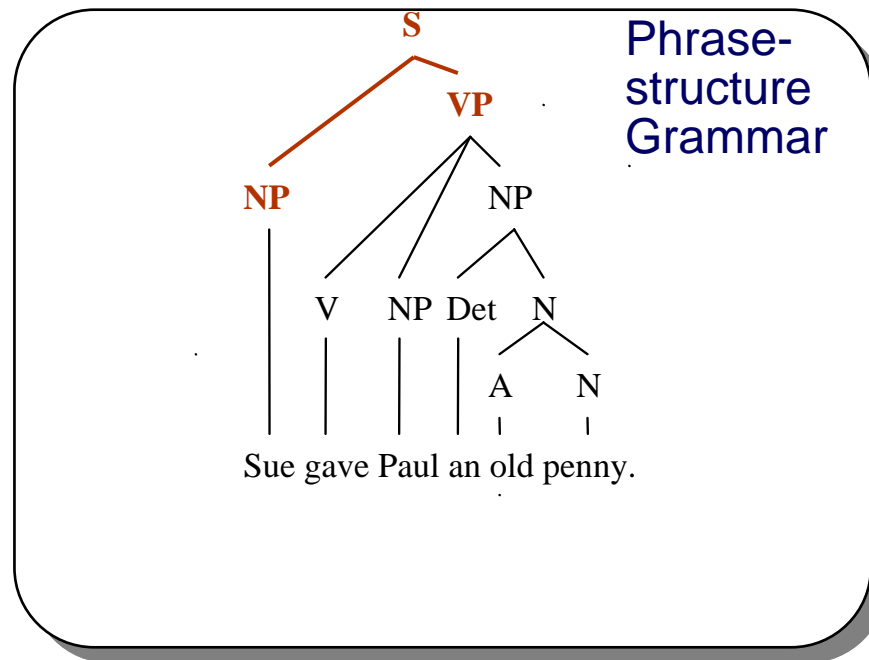 S
Phrase-
structure
Grammar
VP
NP NP
V NP Det N
A N
Sue gave Paul an old penny.